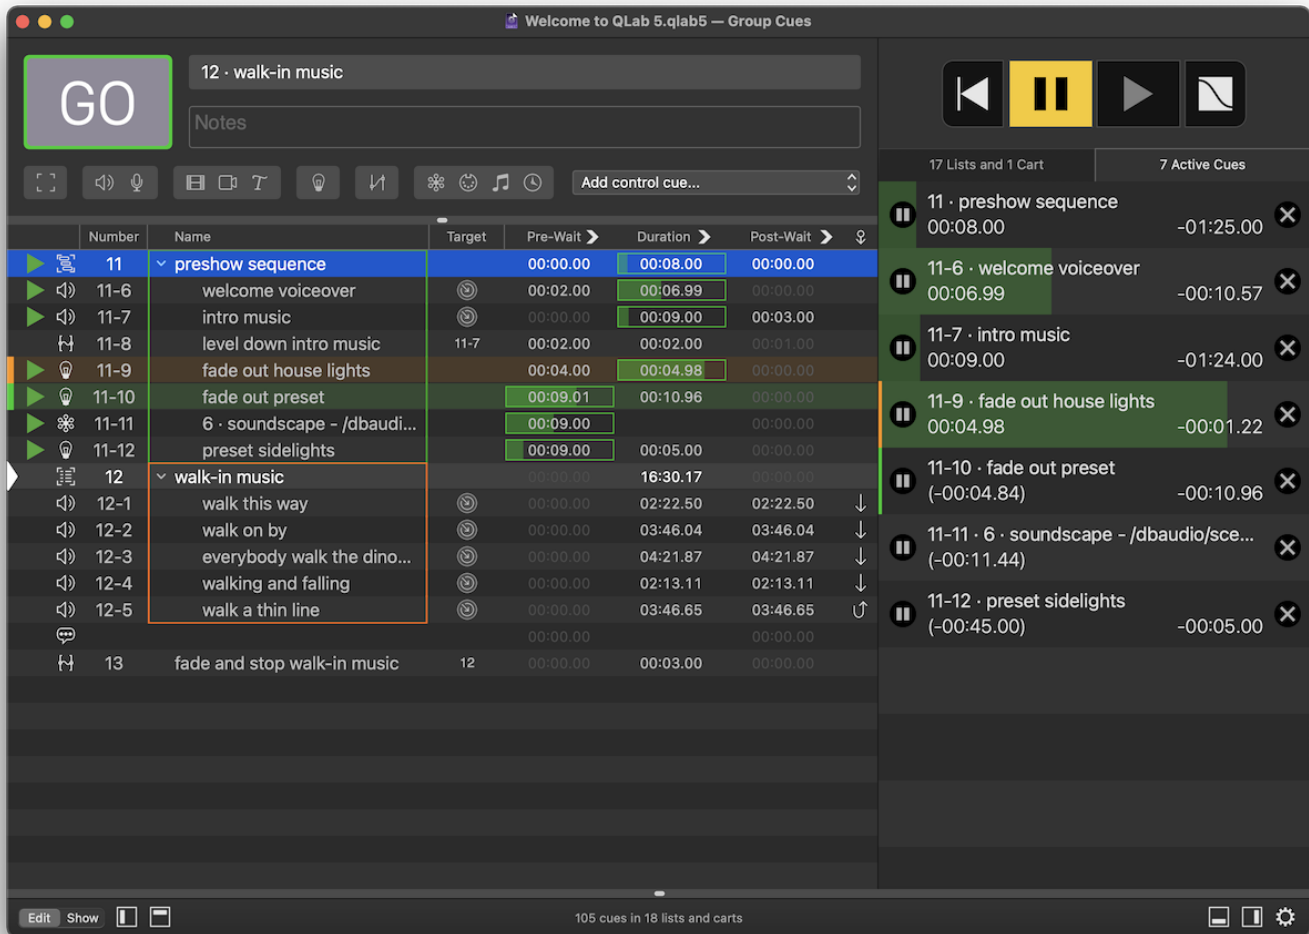 Welcome to QLab 5.qlab5 — Group Cues
GO
12 · walk-in music
Notes
Add control cue...
17 Lists and 1 Cart
7 Active Cues
Number Name Target Pre-Wait Duration Post-Wait
11 preshow sequence 00:00.00 00:08.00 00:00.00
11-6 welcome voiceover 00:02.00 00:06.99 00:00.00
11-7 intro music 00:00.00 00:09.00 00:03.00
11-8 level down intro music 11-7 00:02.00 00:02.00 00:01.00
11-9 fade out house lights 00:04.00 00:04.98 00:00.00
11-10 fade out preset 00:09.01 00:10.96 00:00.00
11-11 6 · soundscape - /dbaudi... 00:09.00 00:00.00
11-12 preset sidelights 00:09.00 00:05.00 00:00.00
12 walk-in music 00:00.00 16:30.17 00:00.00
12-1 walk this way 00:00.00 02:22.50 02:22.50
12-2 walk on by 00:00.00 03:46.04 03:46.04
12-3 everybody walk the dino... 00:00.00 04:21.87 04:21.87
12-4 walking and falling 00:00.00 02:13.11 02:13.11
12-5 walk a thin line 00:00.00 03:46.65 03:46.65
00:00.00 00:00.00
13 fade and stop walk-in music 12 00:00.00 00:03.00 00:00.00
11 · preshow sequence
00:08.00 -01:25.00
11-6 · welcome voiceover
00:06.99 -00:10.57
11-7 · intro music
00:09.00 -01:24.00
11-9 · fade out house lights
00:04.98 -00:01.22
11-10 · fade out preset
(-00:04.84) -00:10.96
11-11 · 6 · soundscape - /dbaudio/sce...
(-00:11.44)
11-12 · preset sidelights
(-00:45.00) -00:05.00
Edit Show
105 cues in 18 lists and carts